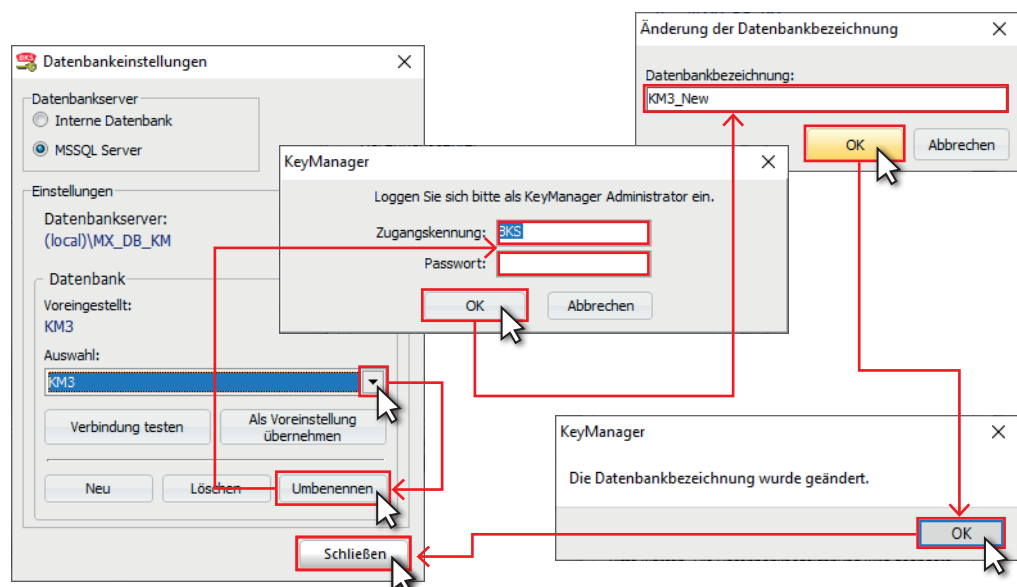 Datenbankeinstellungen
Datenbankserver
Interne Datenbank
MSSQL Server
Einstellungen
Datenbankserver:
(local)\MX_DB_KM
Datenbank
Voreingestellt:
KM3
Auswahl:
KM3
Verbindung testen
Als Voreinstellung
übernehmen
Neu
Löschen
Umbenennen
Schließen
KeyManager
Loggen Sie sich bitte als KeyManager Administrator ein.
Zugangskennung:
BKS
Passwort:
OK
Abbrechen
Änderung der Datenbankbezeichnung
Datenbankbezeichnung:
KM3_New
OK
Abbrechen
KeyManager
Die Datenbankbezeichnung wurde geändert.
OK